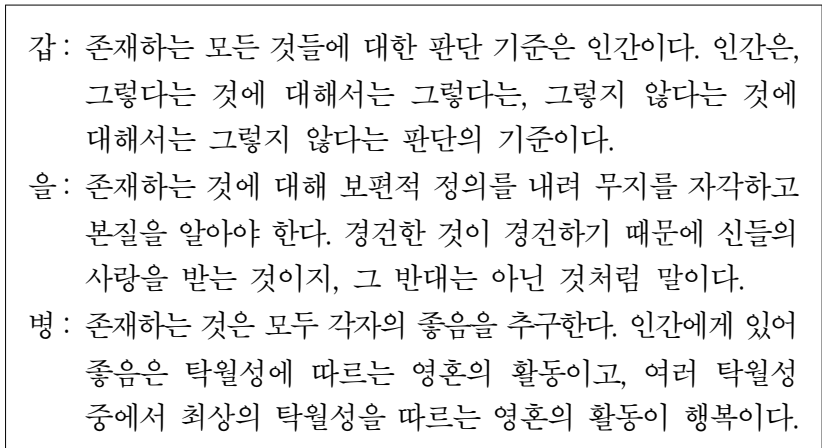 갑: 존재하는 모든 것들에 대한 판단 기준은 인간이다. 인간은,
그렇다는 것에 대해서는 그렇다는, 그렇지 않다는 것에
대해서는 그렇지 않다는 판단의 기준이다.
을: 존재하는 것에 대해 보편적 정의를 내려 무지를 자각하고
본질을 알아야 한다. 경건한 것이 경건하기 때문에 신들의
사랑을 받는 것이지, 그 반대는 아닌 것처럼 말이다.
병: 존재하는 것은 모두 각자의 좋음을 추구한다. 인간에게 있어
좋음은 탁월성에 따르는 영혼의 활동이고, 여러 탁월성
중에서 최상의 탁월성을 따르는 영혼의 활동이 행복이다.